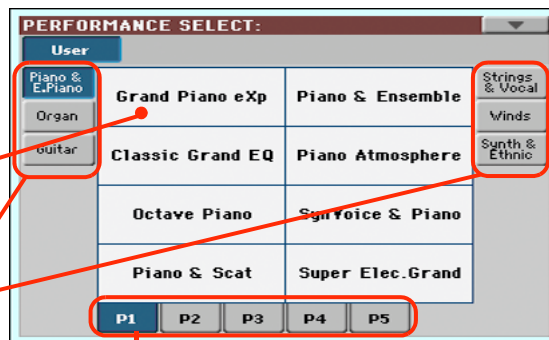 PERFORMANCE SELECT:
User
Piano & E.Piano
Organ
Guitar
Grand Piano eXp
Piano & Ensemble
Classic Grand EQ
Piano Atmosphere
Octave Piano
SynVoice & Piano
Piano & Scat
Super Elec.Grand
Strings & Vocal
Winds
Synth & Ethnic
P1
P2
P3
P4
P5